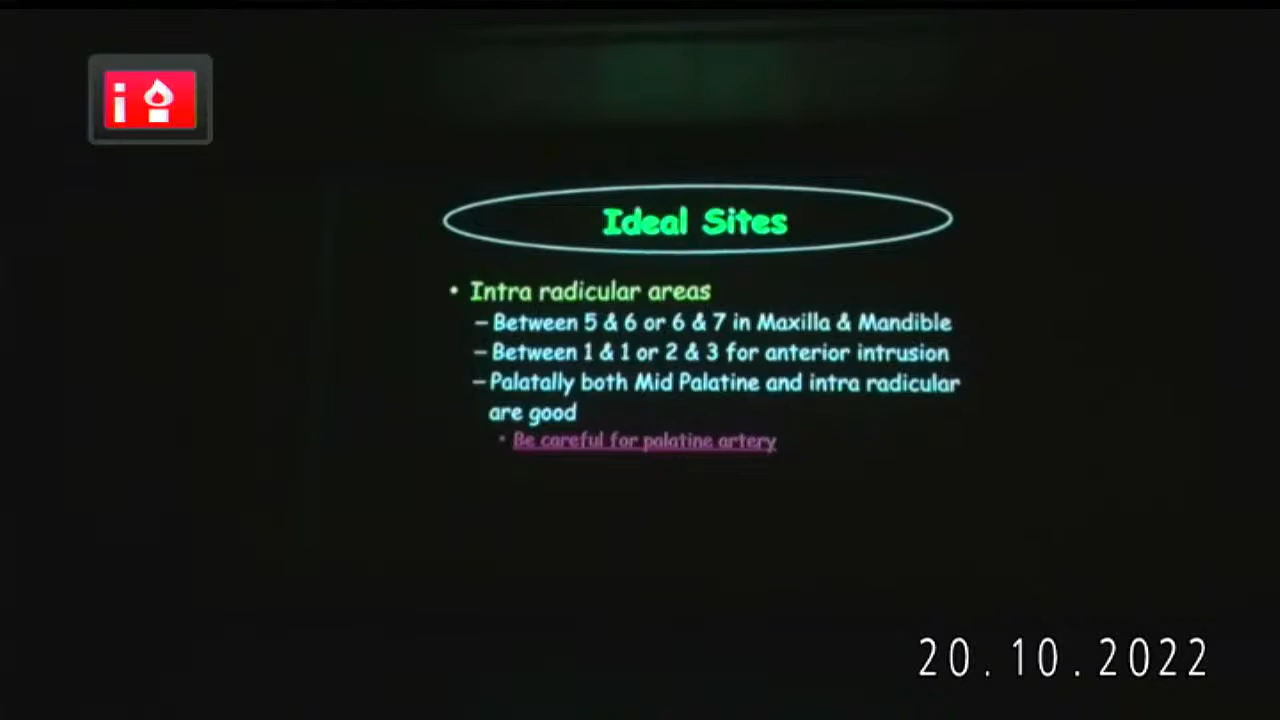 i
Ideal Sites
• Intra radicular areas
– Between 5 & 6 or 6 & 7 in Maxilla & Mandible
– Between 1 & 1 or 2 & 3 for anterior intrusion
– Palatally both Mid Palatine and intra radicular
are good
• Be careful for palatine artery
20.10.2022